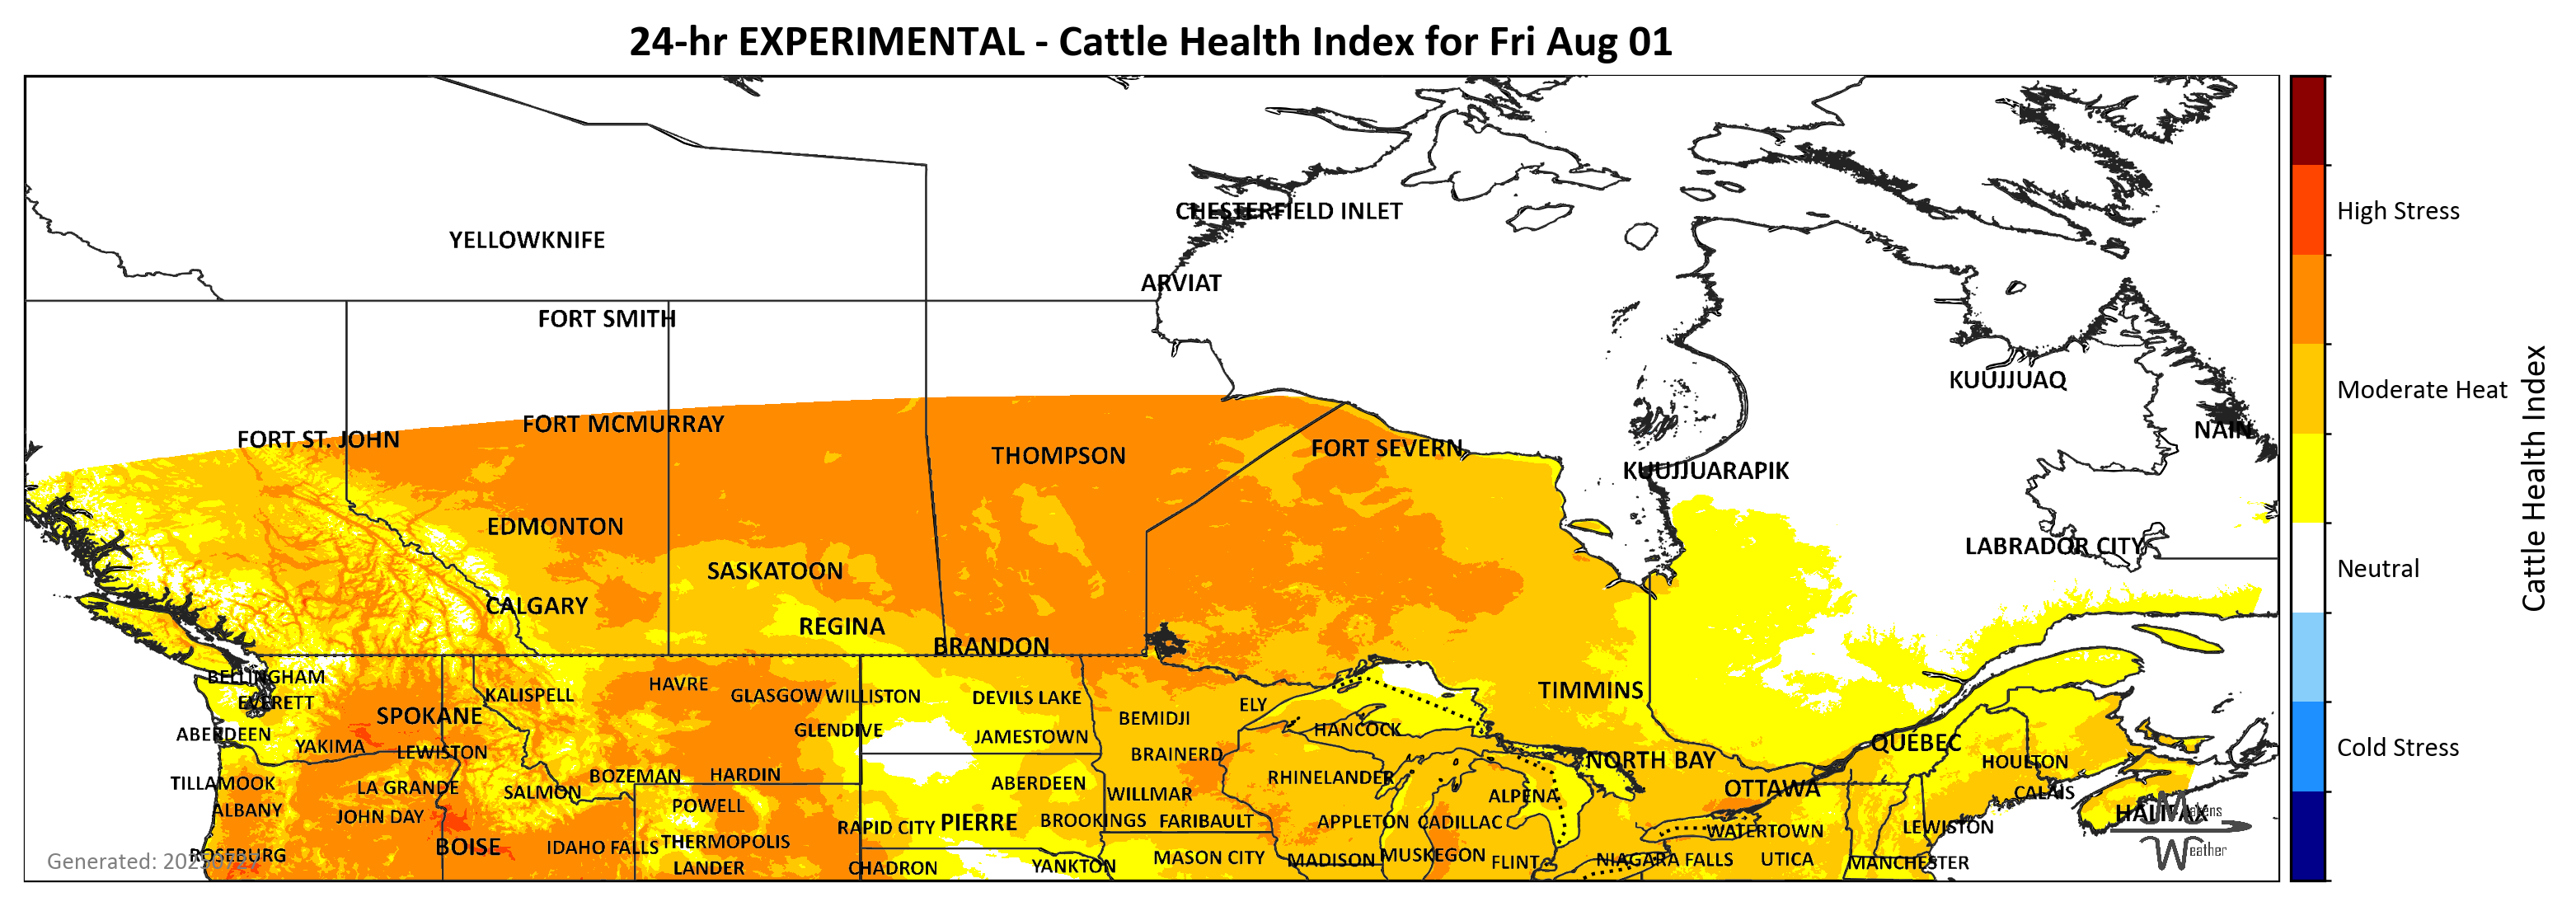 24-hr EXPERIMENTAL - Cattle Health Index for Fri Aug 01
High Stress
Moderate Heat
Neutral
Cold Stress
Cattle Health Index
CHESTERFIELD INLET
YELLOWKNIFE
ARVIAT
FORT SMITH
KUUJJUAQ
FORT MCMURRAY
NAIN
FORT ST. JOHN
FORT SEVERN
THOMPSON
KUUJJUARAPIK
EDMONTON
LABRADOR CITY
SASKATOON
CALGARY
REGINA
BRANDON
BELLINGHAM
HAVRE
TIMMINS
KALISPELL
GLASGOW WILLISTON
DEVILS LAKE
EVERETT
ELY
SPOKANE
BEMIDJI
GLENDIVE
HANCOCK
ABERDEEN
JAMESTOWN
QUEBEC
YAKIMA
LEWISTON
BRAINERD
NORTH BAY
HOULTON
BOZEMAN
HARDIN
RHINELANDER
TILLAMOOK
LA GRANDE
ABERDEEN
OTTAWA
SALMON
WILLMAR
CALAIS
ALPENA
POWELL
ALBANY
JOHN DAY
HALIFAX
Makens
RAPID CITY
PIERRE
BROOKINGS
FARIBAULT
APPLETON
CADILLAC
LEWISTON
WATERTOWN
THERMOPOLIS
BOISE
IDAHO FALLS
Weather
ROSEBURG
MASON CITY
MADISON
MUSKEGON
FLINT
NIAGARA FALLS
UTICA
MANCHESTER
LANDER
CHADRON
YANKTON
Generated: